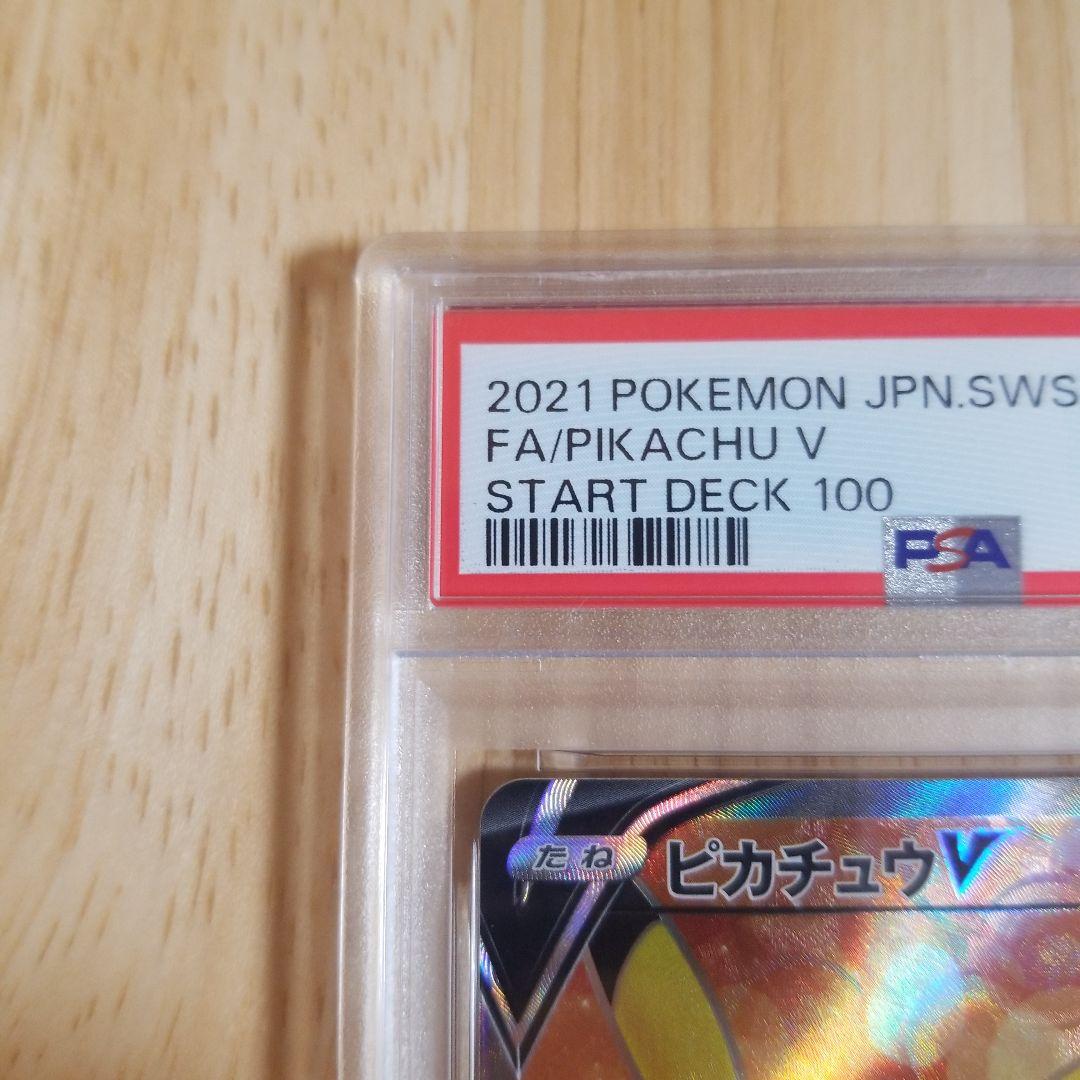 2021 POKEMON JPN.SWS
FA/PIKACHU V
START DECK 100
PSA
たね ピカチュウV